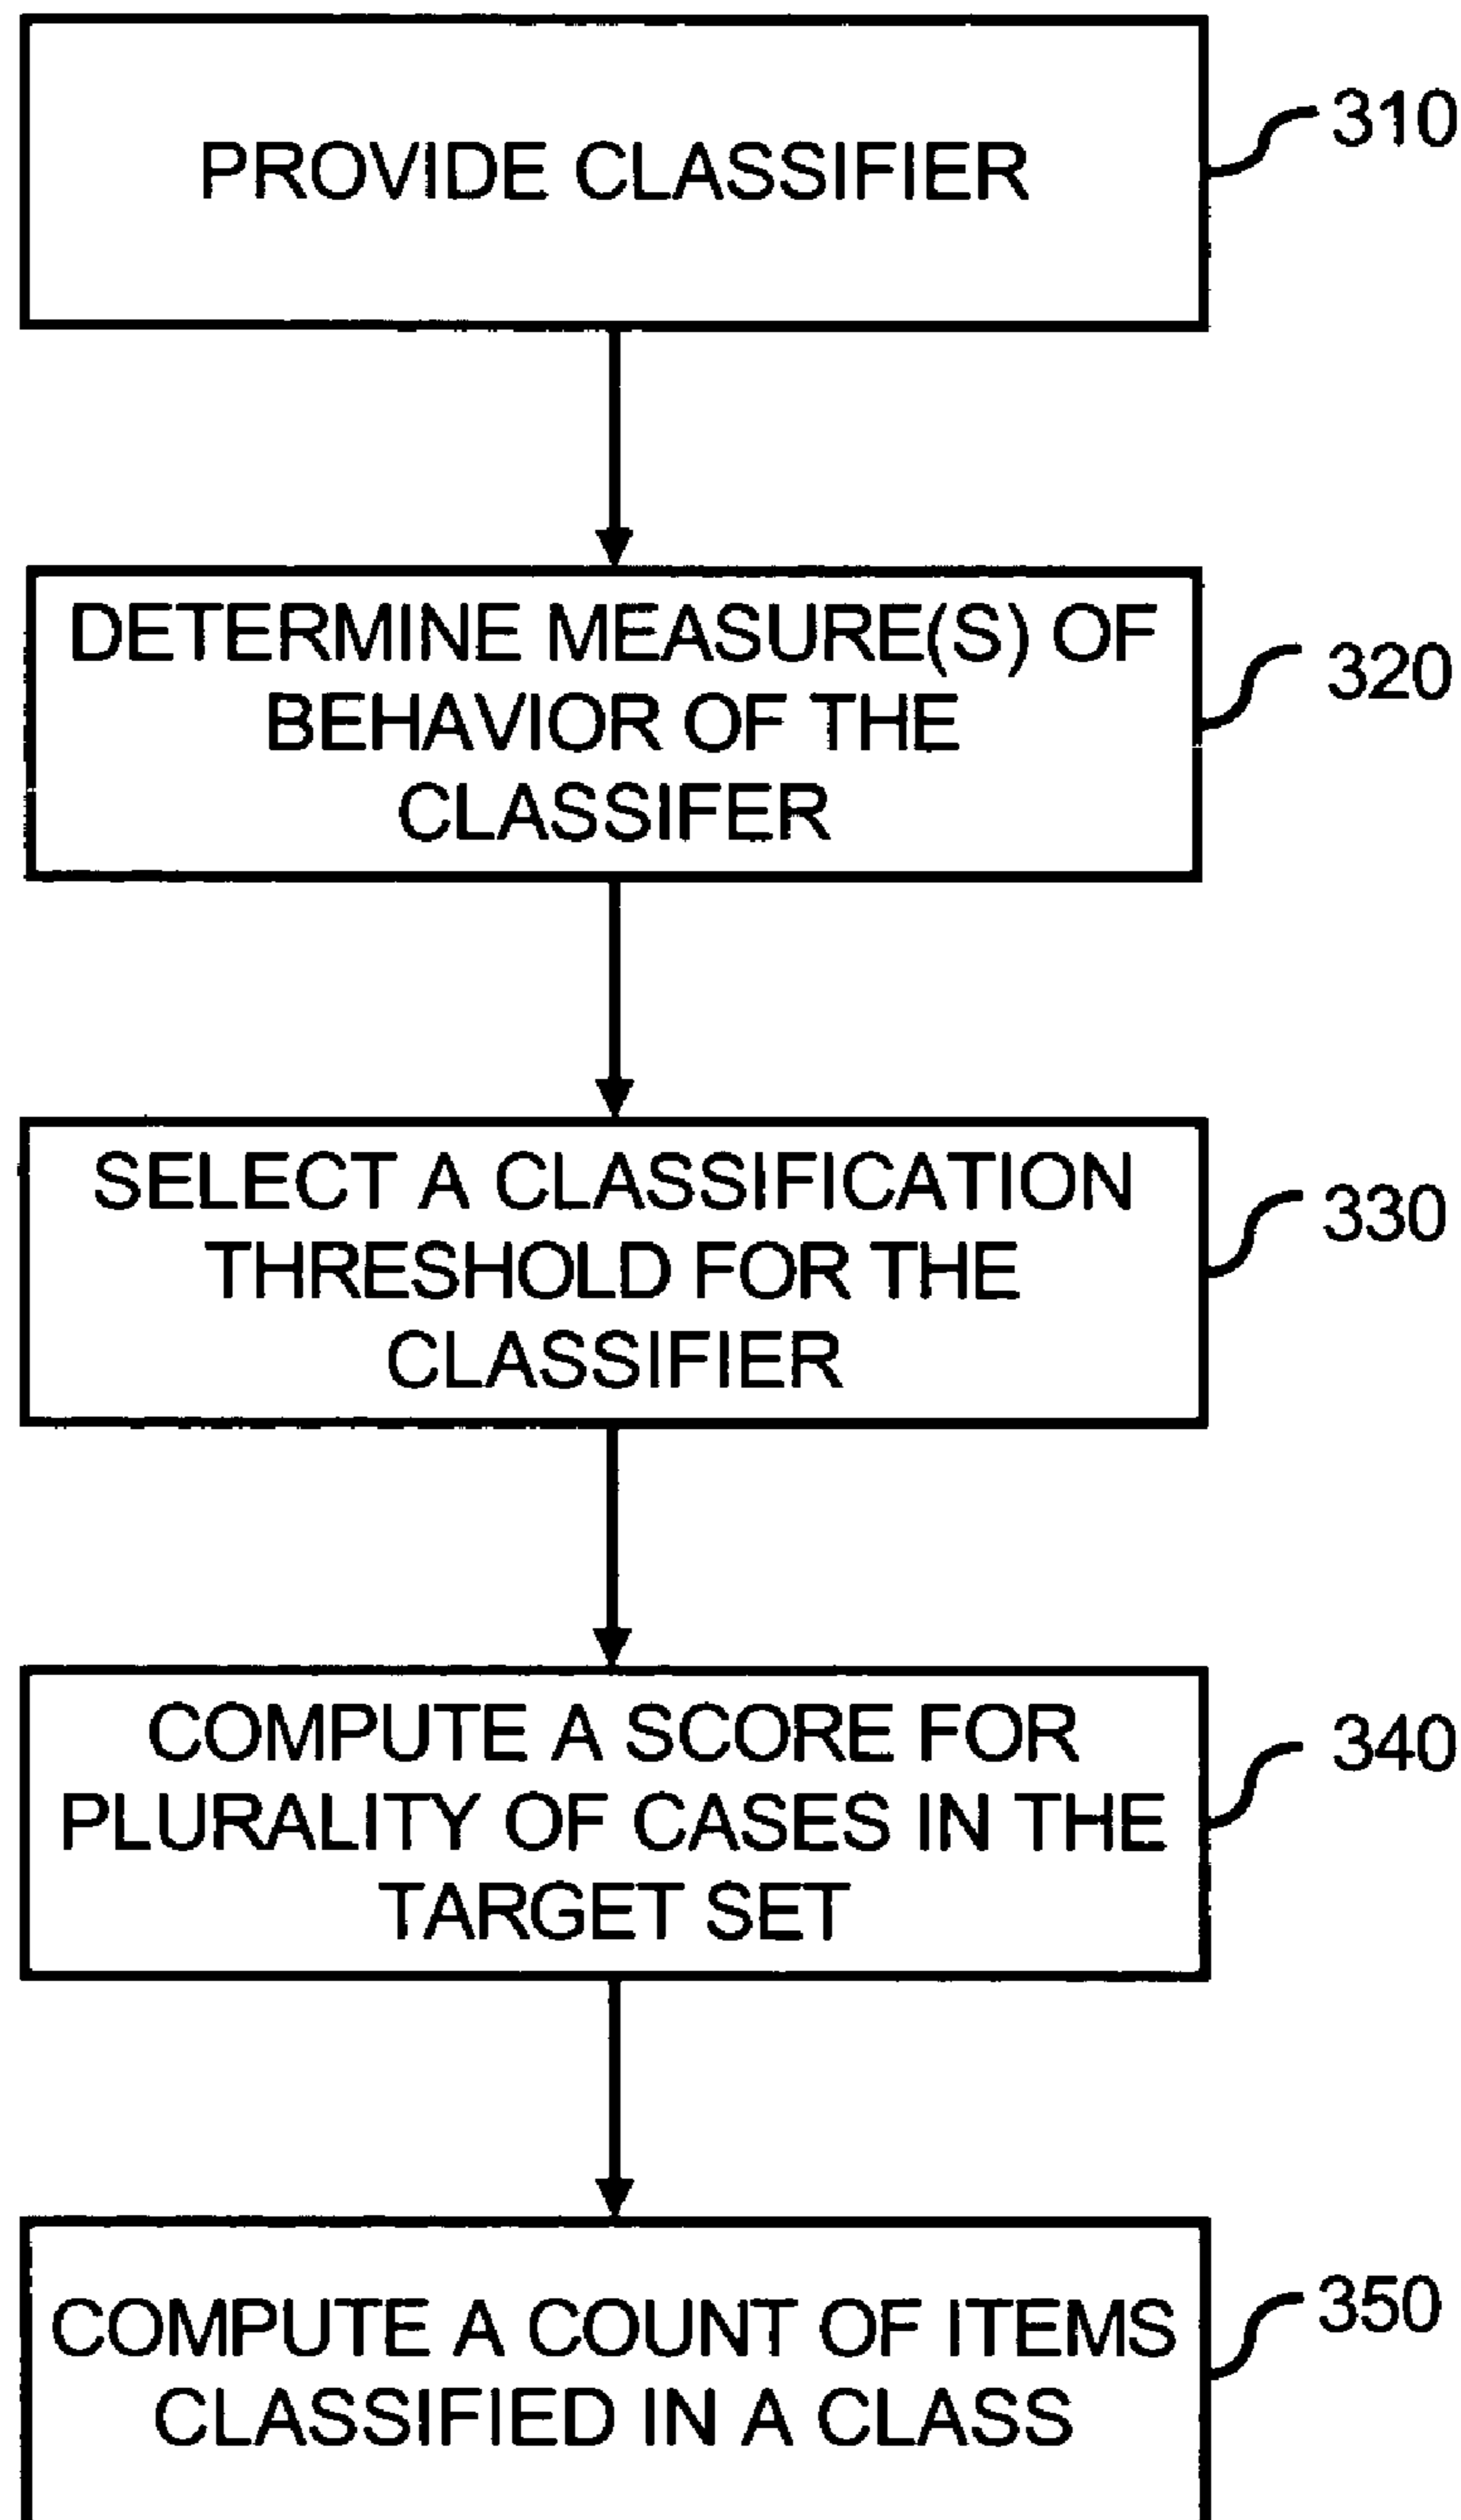 PROVIDE CLASSIFIER
310
DETERMINE MEASURE(S) OF
BEHAVIOR OF THE
CLASSIFER
320
SELECT A CLASSIFICATION
THRESHOLD FOR THE
CLASSIFIER
330
COMPUTE A SCORE FOR
PLURALITY OF CASES IN THE
TARGET SET
340
COMPUTE A COUNT OF ITEMS
CLASSIFIED IN A CLASS
350